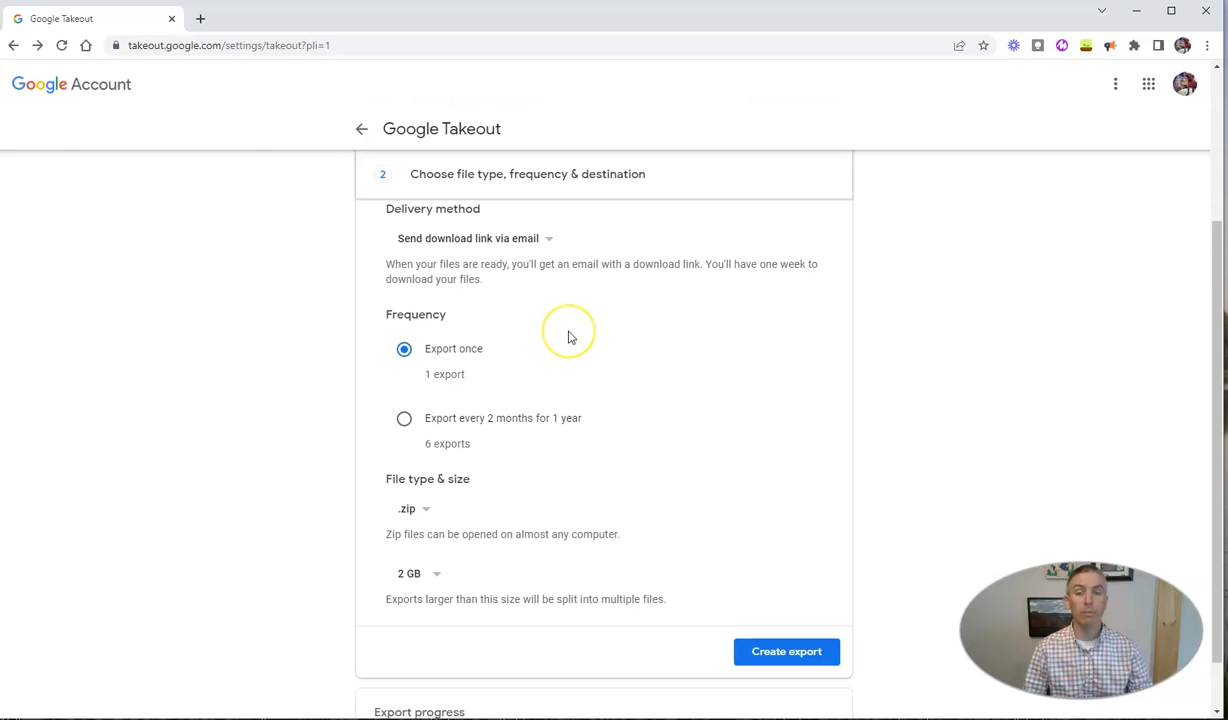 Google Takeout
takeout.google.com/settings/takeout?pli=1
Google Account
Google Takeout
2 Choose file type, frequency & destination
Delivery method
Send download link via email
When your files are ready, you'll get an email with a download link. You'll have one week to
download your files.
Frequency
Export once
1 export
Export every 2 months for 1 year
6 exports
File type & size
.zip
Zip files can be opened on almost any computer.
2 GB
Exports larger than this size will be split into multiple files.
Create export
Export progress